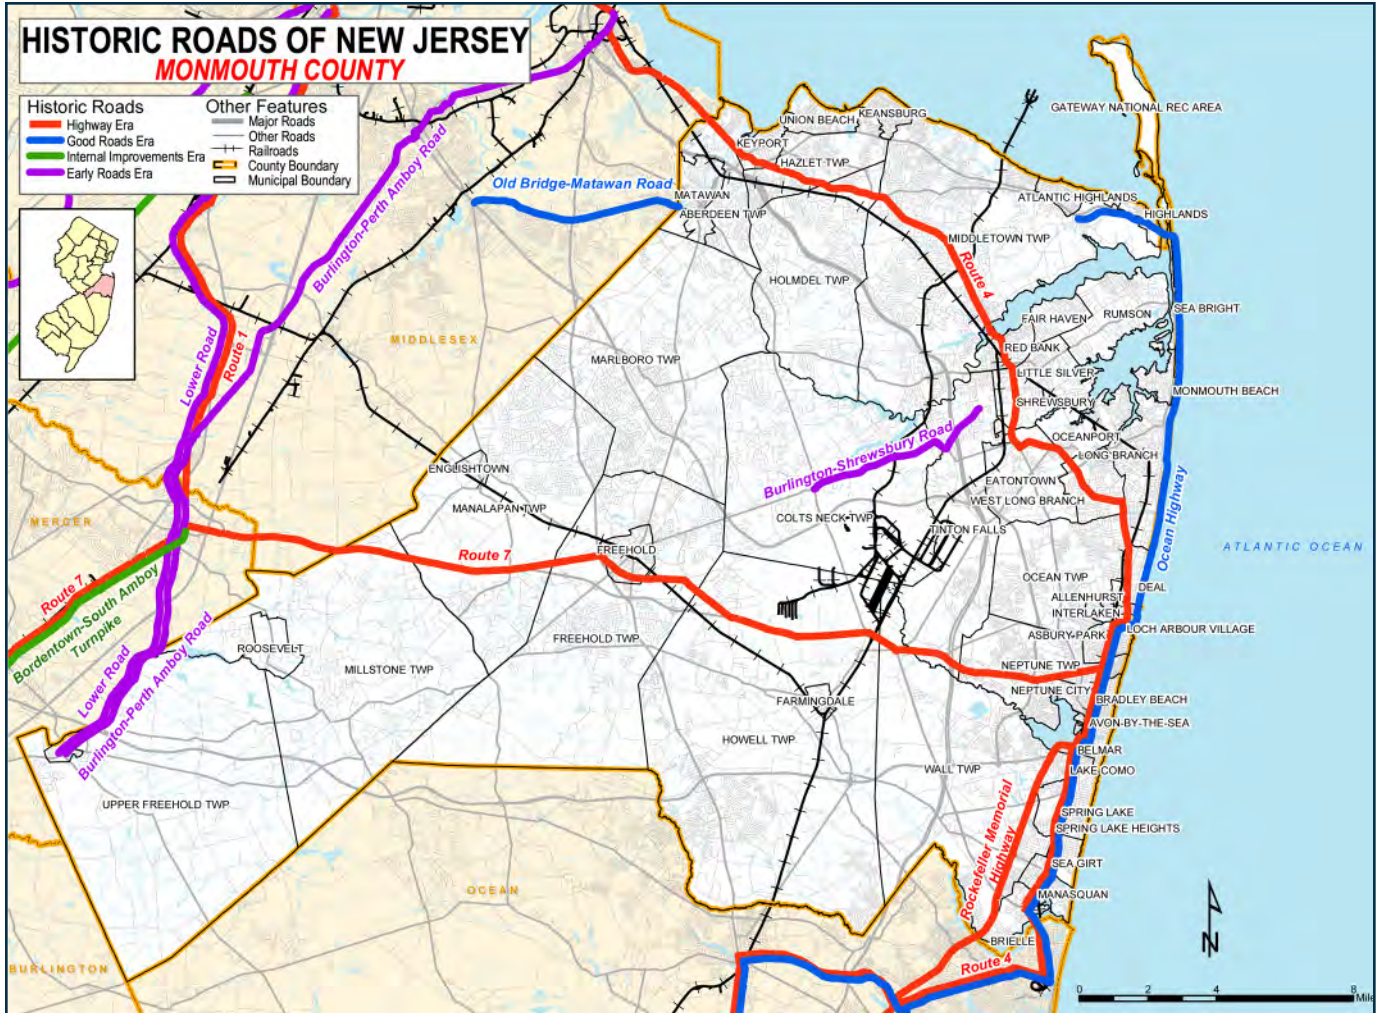 HISTORIC ROADS OF NEW JERSEY
MONMOUTH COUNTY
Historic Roads
Highway Era
Good Roads Era
Internal Improvements Era
Early Roads Era
Other Features
Major Roads
Other Roads
Railroads
County Boundary
Municipal Boundary
GATEWAY NATIONAL REC AREA
KEANSBURG
UNION BEACH
KEYPORT
HAZLET TWP
Burlington-Perth Amboy Road
Old Bridge-Matawan Road
MATAWAN
ABERDEEN TWP
ATLANTIC HIGHLANDS
HIGHLANDS
MIDDLETOWN TWP
Route 4
HOLMDEL TWP
SEA BRIGHT
RUMSON
FAIR HAVEN
MIDDLESEX
RED BANK
MARLBORO TWP
LITTLE SILVER
Lower Road
Route 1
MONMOUTH BEACH
SHREWSBURY
OCEANPORT
LONG BRANCH
Burlington-Shrewsbury Road
ENGLISHTOWN
EATONTOWN
WEST LONG BRANCH
MANALAPAN TWP
COLTS NECK TWP
TINTON FALLS
Ocean Highway
MERCER
ATLANTIC OCEAN
FREEHOLD
Route 7
Route 7
OCEAN TWP
DEAL
ALLENHURST
INTERLAKEN
Bordentown-South Amboy
Turnpike
LOCH ARBOUR VILLAGE
ASBURY PARK
FREEHOLD TWP
ROOSEVELT
MILLSTONE TWP
NEPTUNE TWP
Lower Road
Burlington-Perth Amboy Road
NEPTUNE CITY
BRADLEY BEACH
FARMINGDALE
AVON-BY-THE-SEA
HOWELL TWP
BELMAR
WALL TWP
LAKE COMO
UPPER FREEHOLD TWP
SPRING LAKE
SPRING LAKE HEIGHTS
Rockefeller Memorial
Highway
SEA GIRT
OCEAN
MANASQUAN
BRIELLE
Route 4
BURLINGTON
N
0 2 4 8
Mile